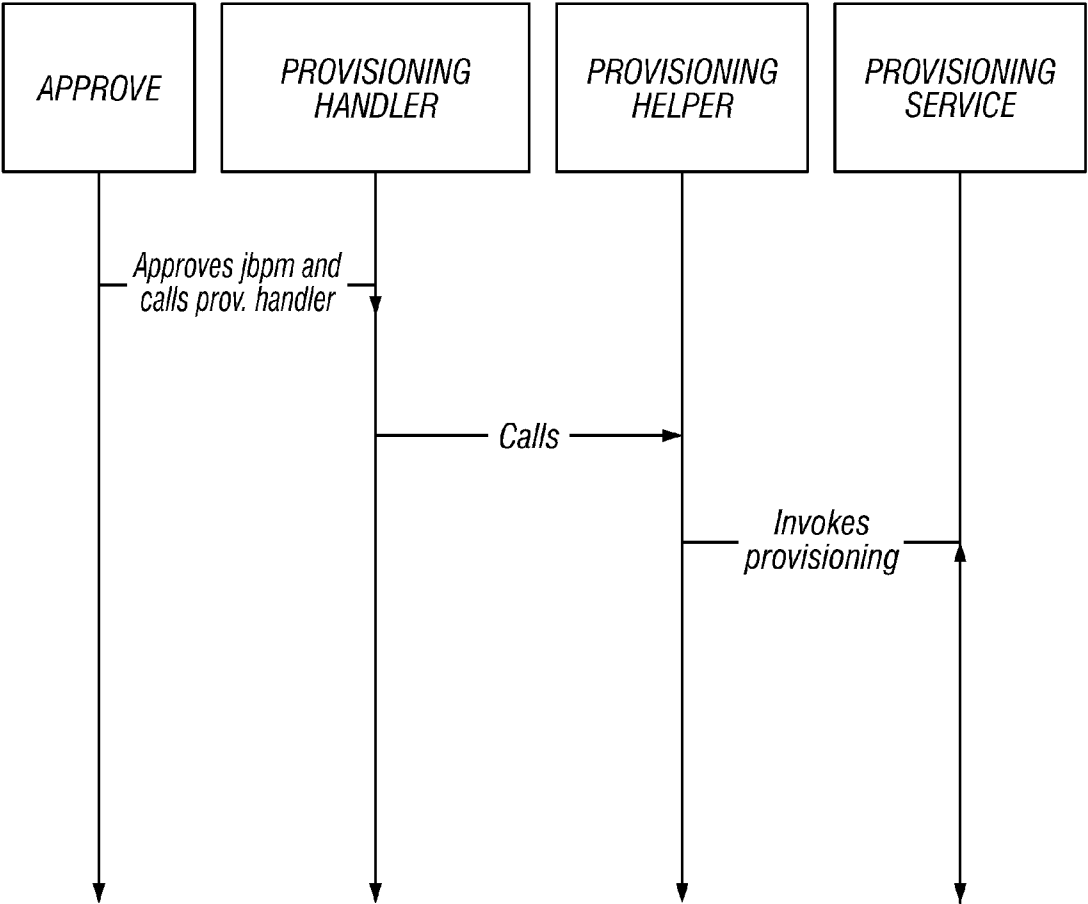 APPROVE
PROVISIONING
HANDLER
PROVISIONING
HELPER
PROVISIONING
SERVICE
Approves jbpm and
calls prov. handler
Calls
Invokes
provisioning